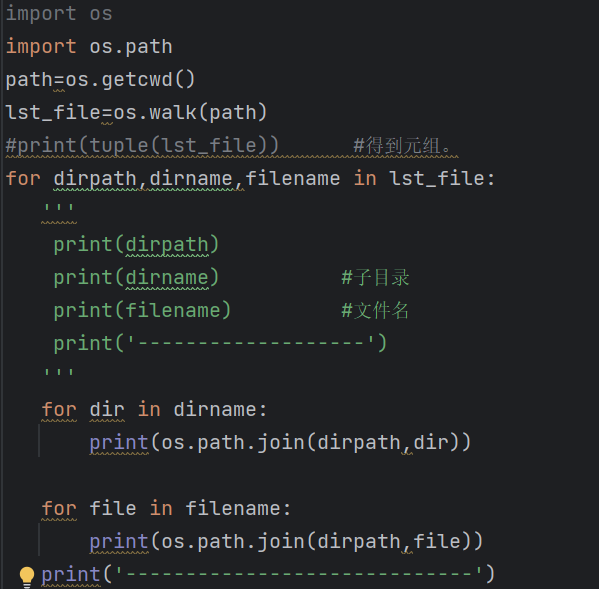 import os
import os.path
path=os.getcwd()
lst_file=os.walk(path)
#print(tuple(lst_file))      #得到元组。
for dirpath,dirname,filename in lst_file:
   '''
    print(dirpath)
    print(dirname)          #子目录
    print(filename)         #文件名
    print('-------------------')
   '''
   for dir in dirname:
       print(os.path.join(dirpath,dir))
   for file in filename:
       print(os.path.join(dirpath,file))
   print('-----------------------------')